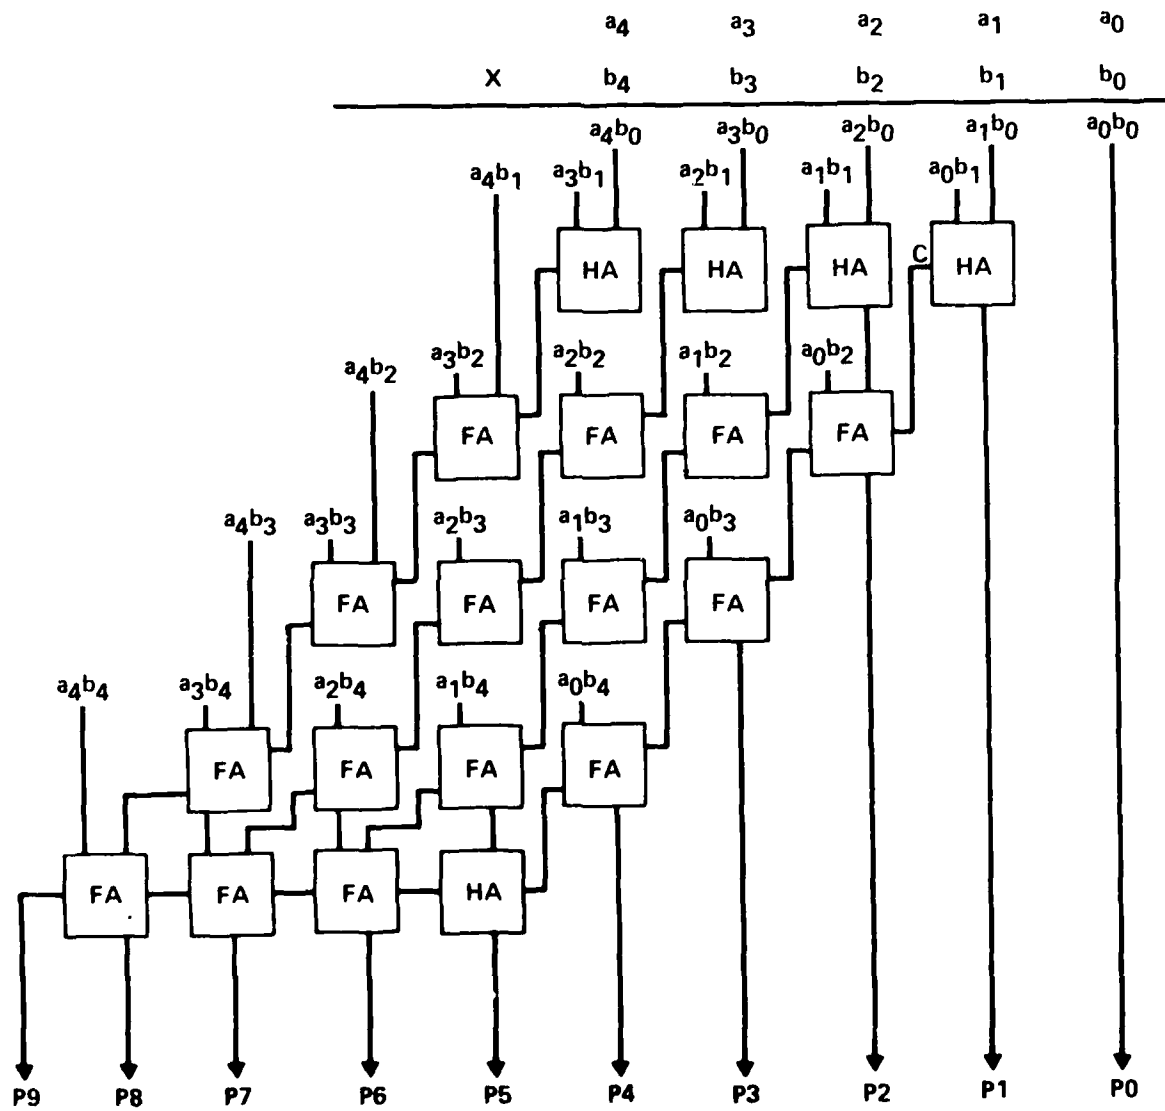 a4 a3 a2 a1 a0
X b4 b3 b2 b1 b0
a4b0 a3b0 a2b0 a1b0 a0b0
a4b1 a3b1 a2b1 a1b1 a0b1
C
HA HA HA HA
a4b2 a3b2 a2b2 a1b2 a0b2
FA FA FA FA
a4b3 a3b3 a2b3 a1b3 a0b3
FA FA FA FA
a4b4 a3b4 a2b4 a1b4 a0b4
FA FA FA FA
FA FA FA HA
P9 P8 P7 P6 P5 P4 P3 P2 P1 P0